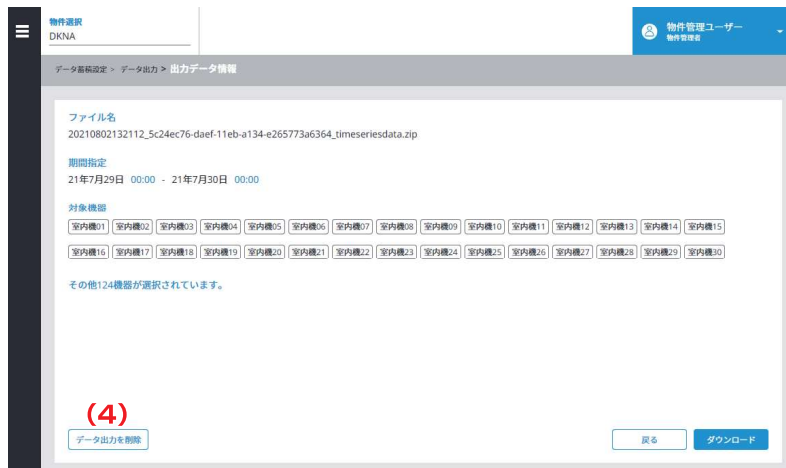 物件選択
DKNA
物件管理ユーザー
物件管理者
データ蓄積設定 > データ出力 > 出力データ情報
ファイル名
20210802132112_5c24ec76-daef-11eb-a134-e265773a6364_timeseriesdata.zip
期間指定
21年7月29日 00:00 - 21年7月30日 00:00
対象機器
室内機01 室内機02 室内機03 室内機04 室内機05 室内機06 室内機07 室内機08 室内機09 室内機10 室内機11 室内機12 室内機13 室内機14 室内機15
室内機16 室内機17 室内機18 室内機19 室内機20 室内機21 室内機22 室内機23 室内機24 室内機25 室内機26 室内機27 室内機28 室内機29 室内機30
その他124機器が選択されています。
(4)
データ出力を削除 戻る ダウンロード